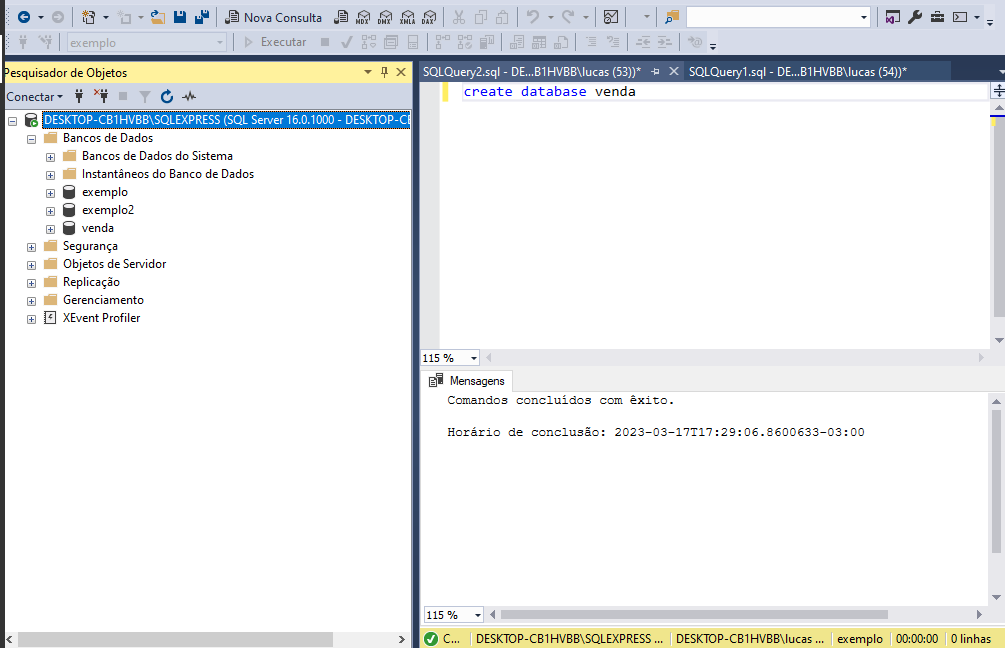 Nova Consulta
MDX DMX XMLA DAX
exemplo
Executar
Pesquisador de Objetos
Conectar
DESKTOP-CB1HVBB\SQLEXPRESS (SQL Server 16.0.1000 - DESKTOP-CB
Bancos de Dados
Bancos de Dados do Sistema
Instantâneos do Banco de Dados
exemplo
exemplo2
venda
Segurança
Objetos de Servidor
Replicação
Gerenciamento
XEvent Profiler
SQLQuery2.sql - DE...B1HVBB\lucas (53))*
SQLQuery1.sql - DE...B1HVBB\lucas (54))*
create database venda
115 %
Mensagens
Comandos concluídos com êxito.
Horário de conclusão: 2023-03-17T17:29:06.8600633-03:00
115 %
C... DESKTOP-CB1HVBB\SQLEXPRESS ... DESKTOP-CB1HVBB\lucas ... exemplo 00:00:00 0 linhas